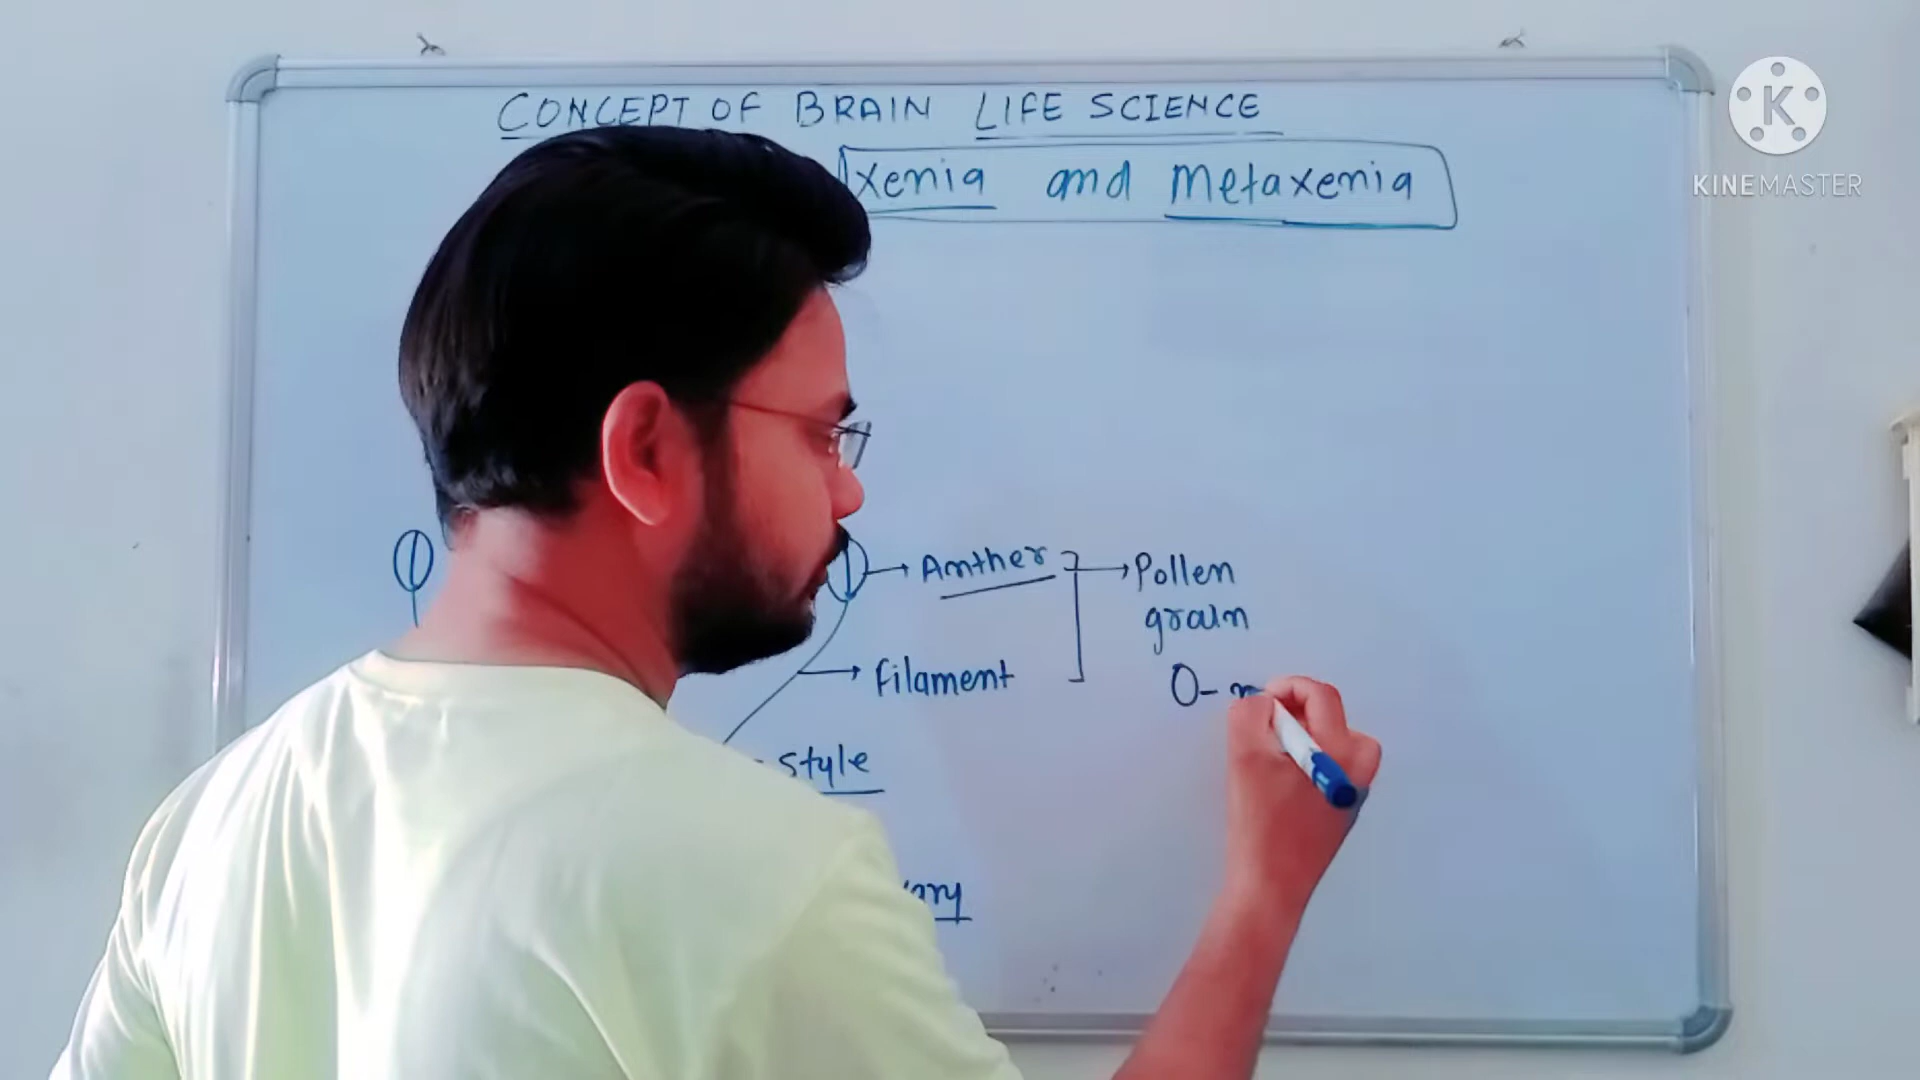 CONCEPT OF BRAIN LIFE SCIENCE
Xenia and Metaxenia
KINEMASTER
Anther → Pollen
grain
Filament
style